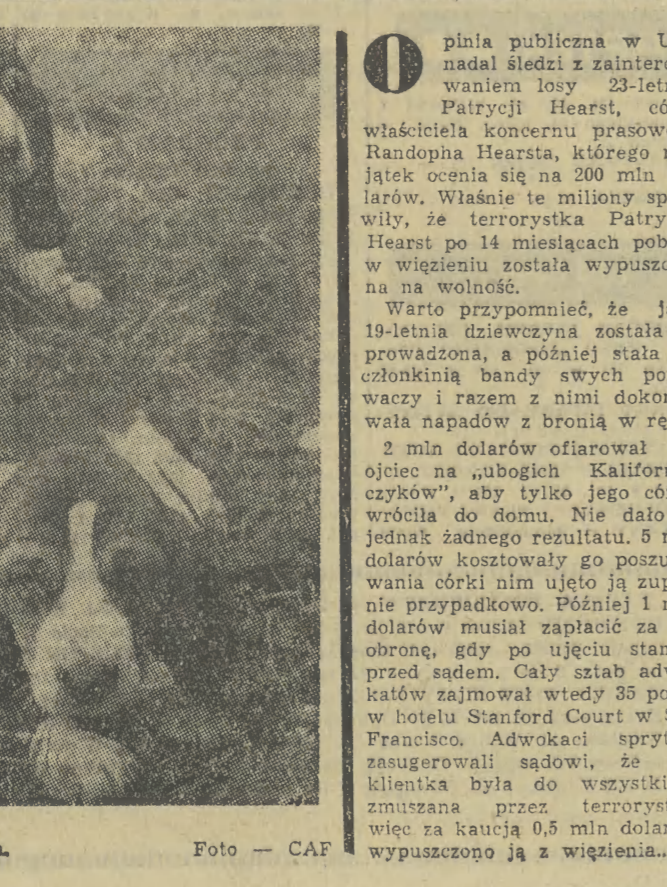 L
Foto — CAF
Opinia publiczna w U
nadal śledzi z zaintere
waniem losy 23-letn
Patrycji Hearst, có
właściciela koncernu prasow
Randopha Hearsta, którego m
jątek ocenia się na 200 mln
larów. Właśnie te miliony sp
wiły, że terrorystka Patry
Hearst po 14 miesiącach pob
w więzieniu została wypuszc
na na wolność.
Warto przypomnieć, że j
19-letnia dziewczyna została
prowadzona, a później stała
członkinią bandy swych po
waczy i razem z nimi dokon
wała napadów z bronią w rę
2 mln dolarów ofiarował
ojciec na „ubogich Kaliforn
czyków”, aby tylko jego có
wróciła do domu. Nie dało
jednak żadnego rezultatu. 5 m
dolarów kosztowały go poszu
wania córki nim ujęto ją zup
nie przypadkowo. Później 1 m
dolarów musiał zapłacić za
obronę, gdy po ujęciu stan
przed sądem. Cały sztab adw
katów zajmował wtedy 35 po
w hotelu Stanford Court w S
Francisco. Adwokaci spryt
zasugerowali sądowi, że
klientka była do wszystki
zmuszana przez terroryst
więc za kaucją 0,5 mln dolar
wypuszczono ją z więzienia..